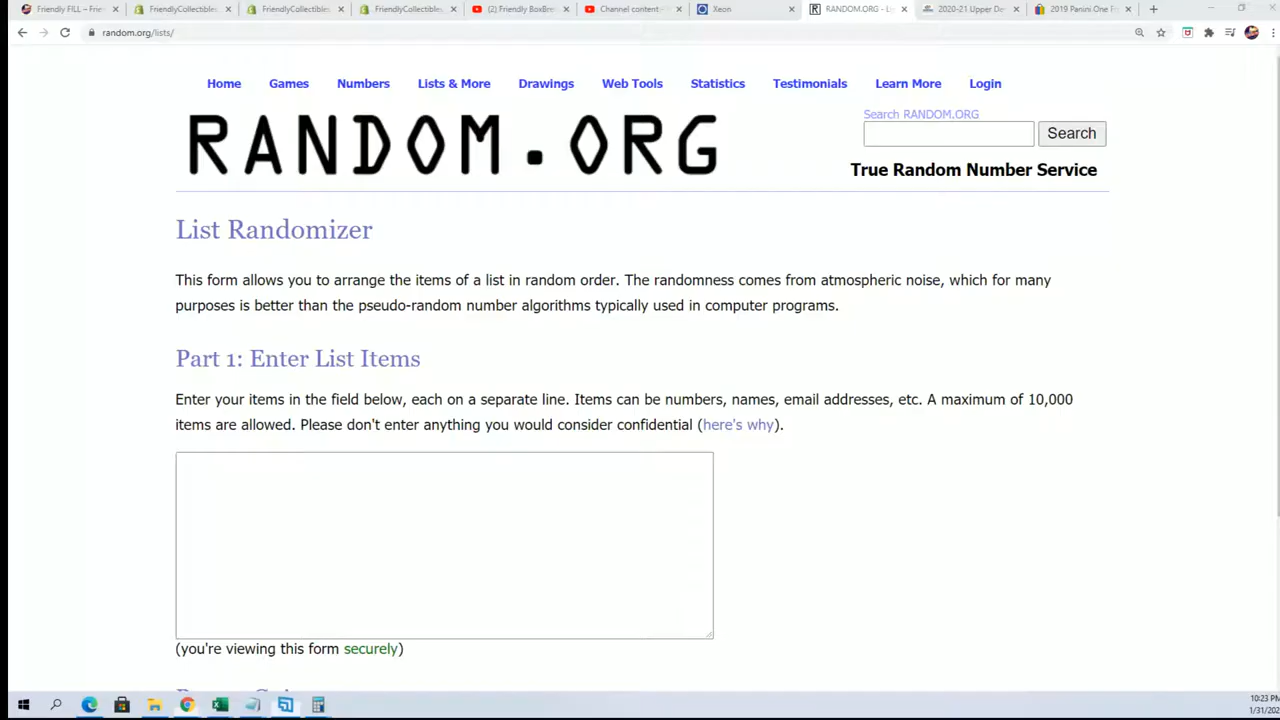 Friendly FILL – Frie
FriendlyCollectibles
FriendlyCollectibles
FriendlyCollectibles
(2) Friendly BoxBre
Channel content
Xeon
RANDOM.ORG - Li
2020-21 Upper De
2019 Panini One F
random.org/lists/
Home Games Numbers Lists & More Drawings Web Tools Statistics Testimonials Learn More Login
RANDOM.ORG
Search RANDOM.ORG
Search
True Random Number Service
List Randomizer
This form allows you to arrange the items of a list in random order. The randomness comes from atmospheric noise, which for many
purposes is better than the pseudo-random number algorithms typically used in computer programs.
Part 1: Enter List Items
Enter your items in the field below, each on a separate line. Items can be numbers, names, email addresses, etc. A maximum of 10,000
items are allowed. Please don't enter anything you would consider confidential (here's why).
(you're viewing this form securely)
10:23 PM
1/31/202